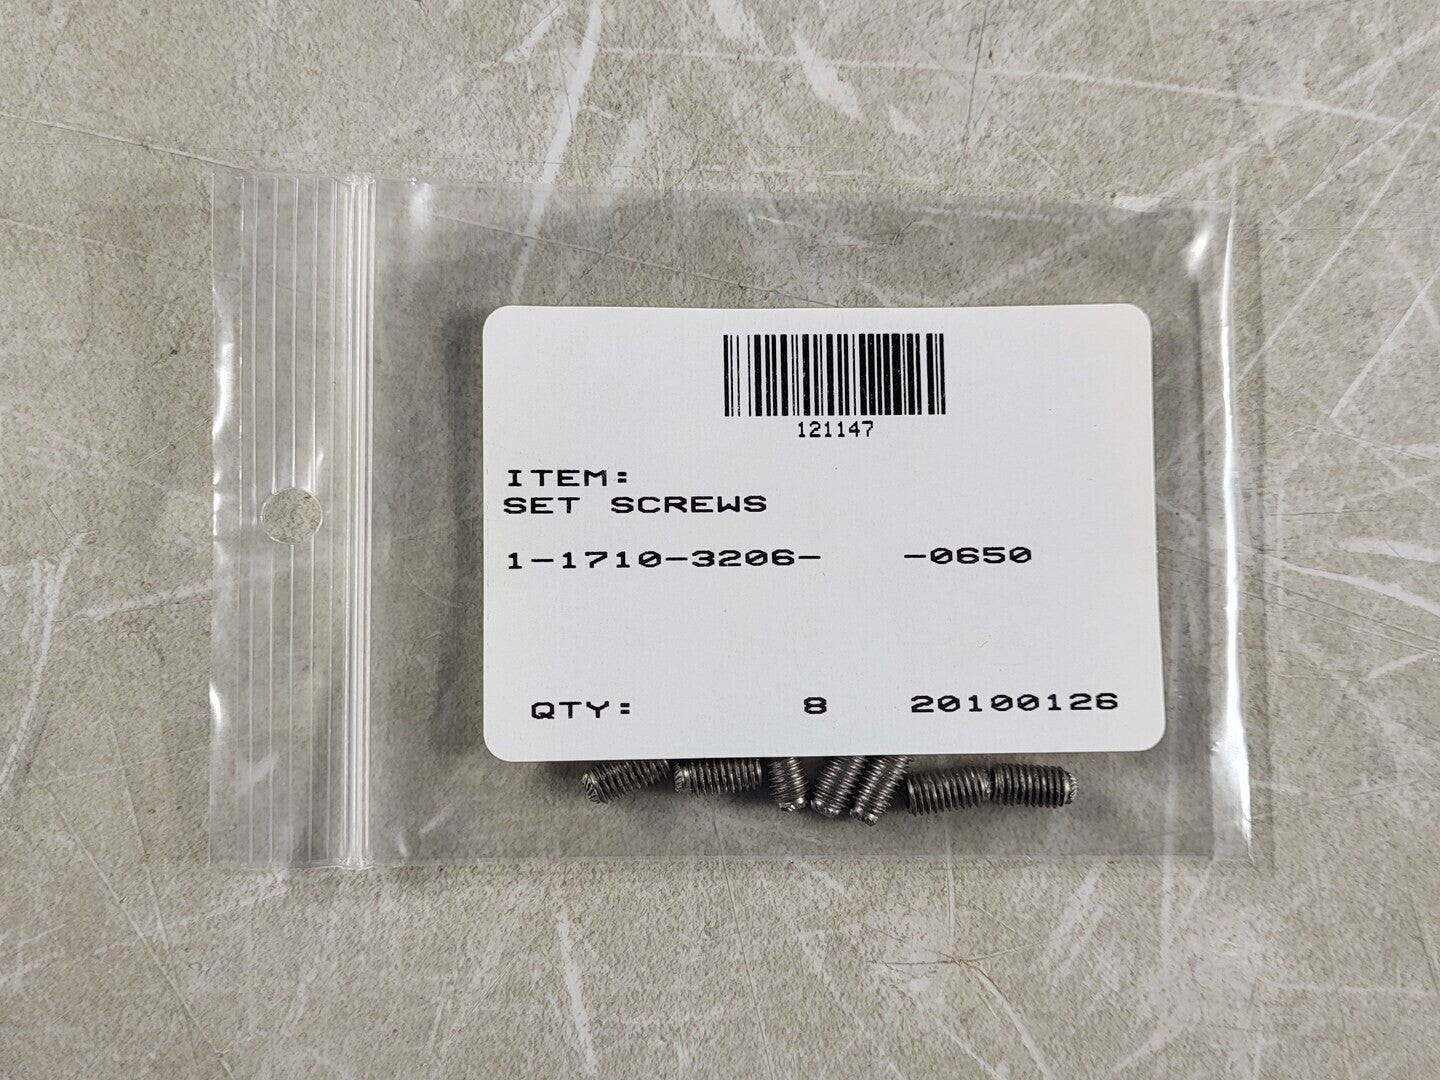 121147
ITEM:
SET SCREWS
1-1710-3206- -0650
QTY: 8 20100126